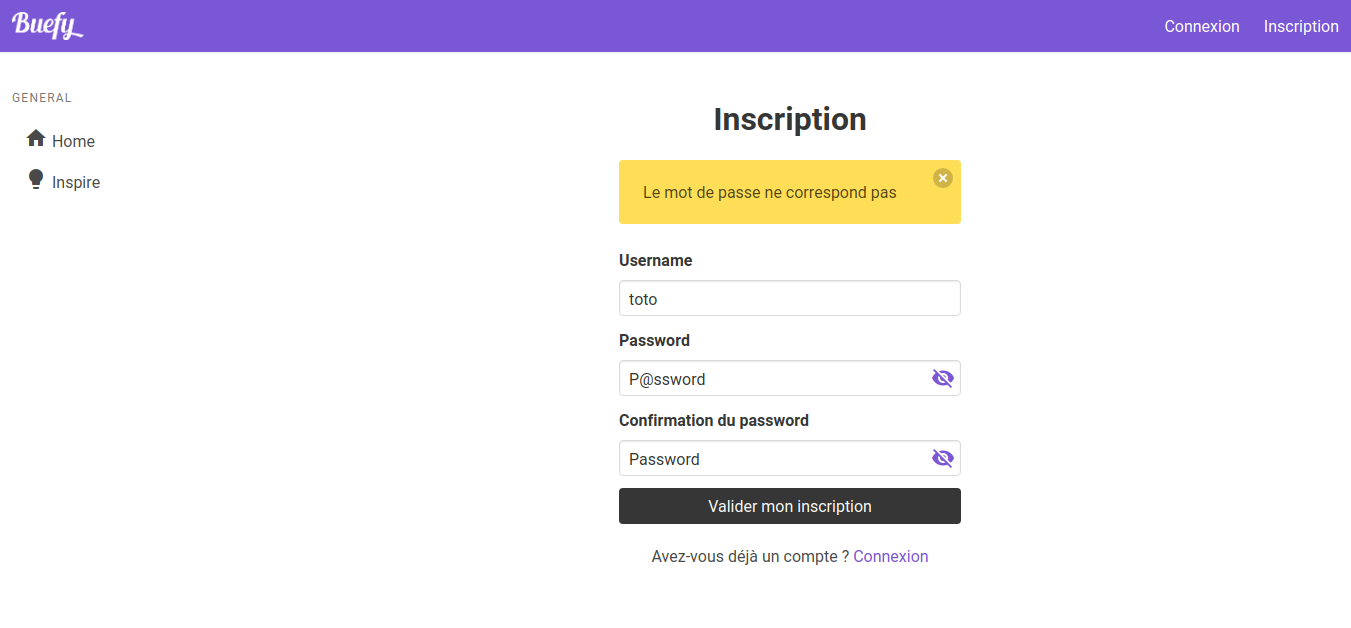 Buefy
Connexion Inscription
GENERAL
Home
Inspire
Inscription
Le mot de passe ne correspond pas
Username
toto
Password
P@ssword
Confirmation du password
Password
Valider mon inscription
Avez-vous déjà un compte ? Connexion